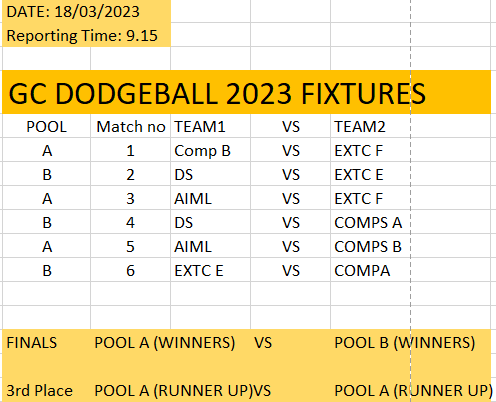 DATE: 18/03/2023
Reporting Time: 9.15
GC DODGEBALL 2023 FIXTURES
POOL Match no TEAM1 VS TEAM2
A 1 Comp B VS EXTC F
B 2 DS VS EXTC E
A 3 AIML VS EXTC F
B 4 DS VS COMPS A
A 5 AIML VS COMPS B
B 6 EXTC E VS COMPA
FINALS POOL A (WINNERS) VS POOL B (WINNERS)
3rd Place POOL A (RUNNER UP)VS POOL A (RUNNER UP)